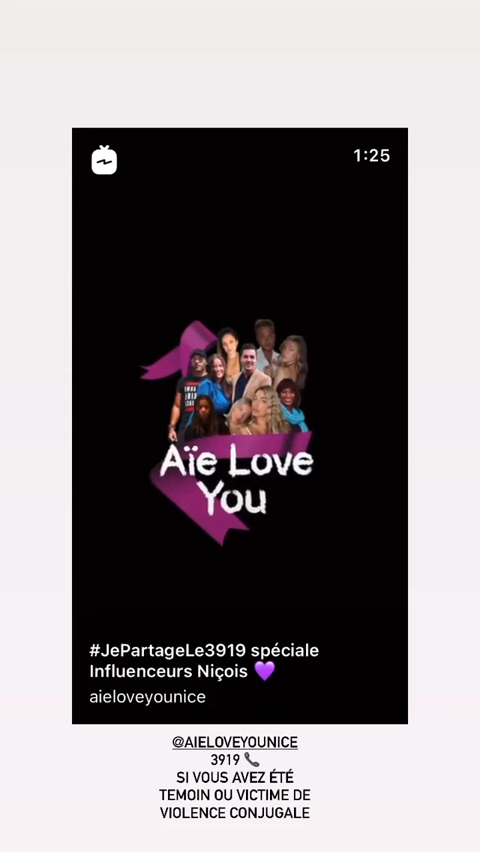 1:25
Aïe Love
You
#JePartageLe3919 spéciale
Influenceurs Niçois 💜
aieloveyounice
@AIELOVEYOUNICE
3919 📞
SI VOUS AVEZ ÉTÉ
TEMOIN OU VICTIME DE
VIOLENCE CONJUGALE